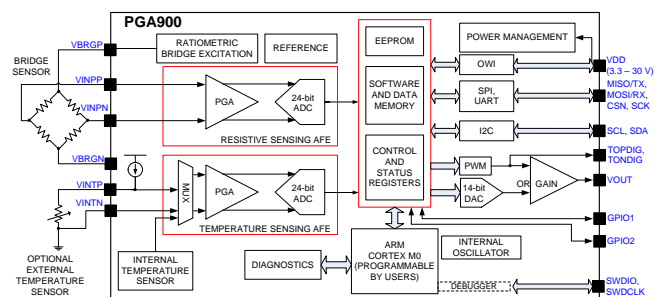 PGA900
VBRGP
RATIOMETRIC
BRIDGE EXCITATION
REFERENCE
EEPROM
POWER MANAGEMENT
BRIDGE
SENSOR
VINPP
VINPN
PGA
24-bit
ADC
RESISTIVE SENSING AFE
SOFTWARE
AND DATA
MEMORY
OWI
VDD
(3.3 – 30 V)
SPI,
UART
MISO/TX,
MOSI/RX,
CSN, SCK
I2C
SCL, SDA
VBRGN
VINTP
VINTN
MUX
PGA
24-bit
ADC
TEMPERATURE SENSING AFE
CONTROL
AND
STATUS
REGISTERS
PWM
14-bit
DAC
OR
GAIN
TOPDIG,
TONDIG
VOUT
GPIO1
GPIO2
OPTIONAL
EXTERNAL
TEMPERATURE
SENSOR
INTERNAL
TEMPERATURE
SENSOR
DIAGNOSTICS
ARM
CORTEX M0
(PROGRAMMABLE
BY USERS)
INTERNAL
OSCILLATOR
DEBUGGER
SWDIO,
SWDCLK